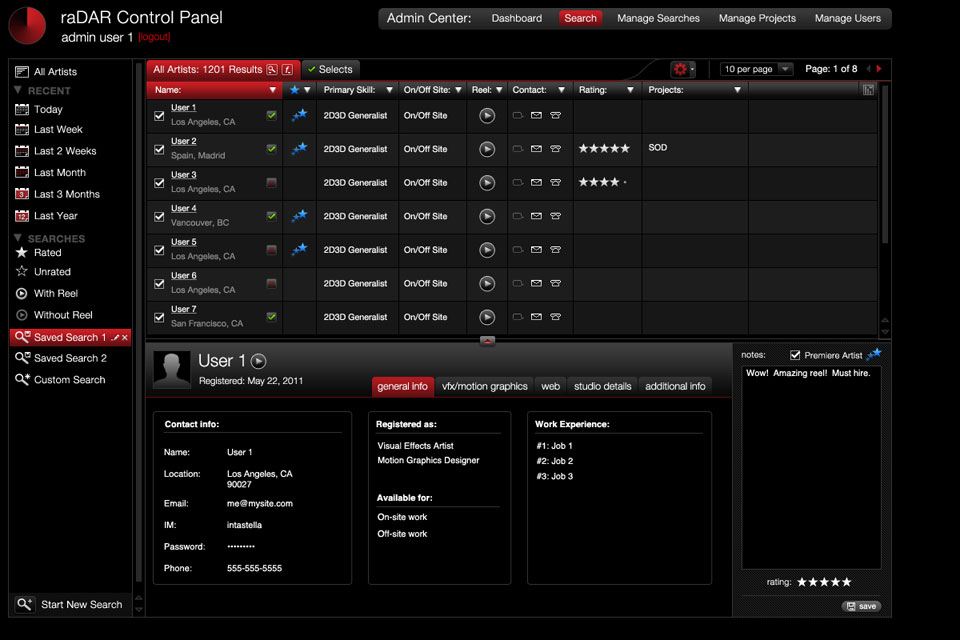 raDAR Control Panel
admin user 1 [logout]
Admin Center: Dashboard Search Manage Searches Manage Projects Manage Users
All Artists
RECENT
Today
Last Week
Last 2 Weeks
Last Month
3 Last 3 Months
12 Last Year
SEARCHES
Rated
Unrated
With Reel
Without Reel
Saved Search 1
Saved Search 2
Custom Search
Start New Search
All Artists: 1201 Results Selects 10 per page Page: 1 of 8
Name: Primary Skill: On/Off Site: Reel: Contact: Rating: Projects:
User 1
Los Angeles, CA
2D3D Generalist On/Off Site
User 2
Spain, Madrid
2D3D Generalist On/Off Site SOD
User 3
Los Angeles, CA
2D3D Generalist On/Off Site
User 4
Vancouver, BC
2D3D Generalist On/Off Site
User 5
Los Angeles, CA
2D3D Generalist On/Off Site
User 6
Los Angeles, CA
2D3D Generalist On/Off Site
User 7
San Francisco, CA
2D3D Generalist On/Off Site
User 1
Registered: May 22, 2011
general info vfx/motion graphics web studio details additional info
Contact info:
Name: User 1
Location: Los Angeles, CA
90027
Email: me@mysite.com
IM: intastella
Password: •••••••••
Phone: 555-555-5555
Registered as:
Visual Effects Artist
Motion Graphics Designer
Available for:
On-site work
Off-site work
Work Experience:
#1: Job 1
#2: Job 2
#3: Job 3
notes: Premiere Artist
Wow! Amazing reel! Must hire.
rating:
save